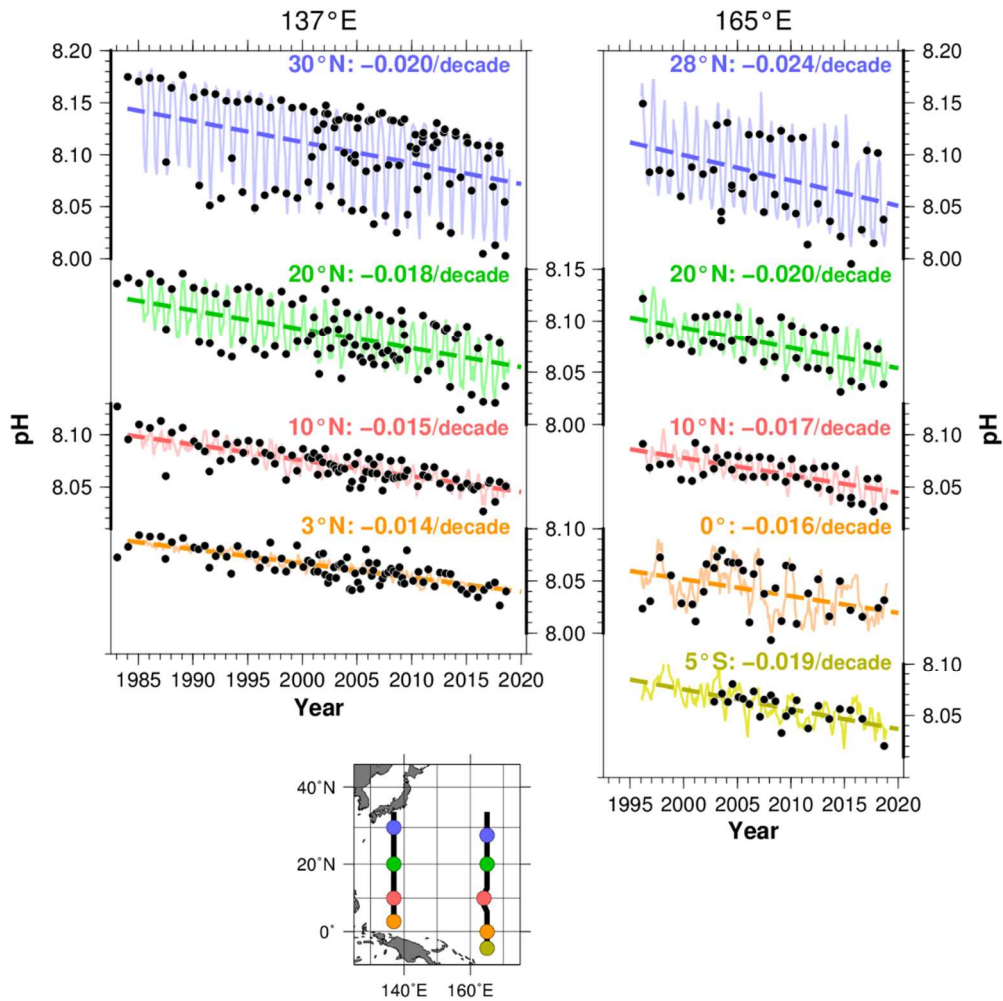 137°E
165°E
8.20
8.15
8.10
8.05
8.00
30°N: −0.020/decade
28°N: −0.024/decade
8.20
8.15
8.10
8.05
8.00
20°N: −0.018/decade
8.15
8.10
8.05
8.00
20°N: −0.020/decade
pH
8.10
8.05
10°N: −0.015/decade
10°N: −0.017/decade
8.10
8.05
pH
3°N: −0.014/decade
8.10
8.05
8.00
0°: −0.016/decade
5°S: −0.019/decade
8.10
8.05
1985 1990 1995 2000 2005 2010 2015 2020
Year
1995 2000 2005 2010 2015 2020
Year
40°N
20°N
0°
140°E 160°E